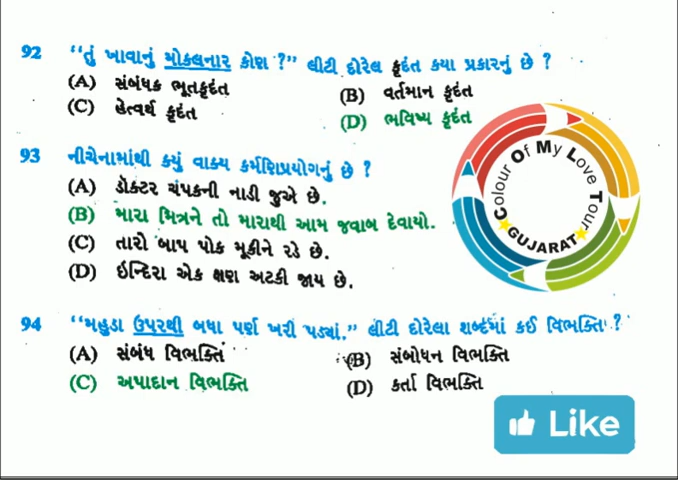 92 “તું ખાવાનું મોકલનાર કોણ ?” લીટી દોરેલ કૃદંત કયા પ્રકારનું છે ?
(A) સંબંધક ભૂતકૃદંત (B) વર્તમાન કૃદંત
(C) હેત્વર્થ કૃદંત (D) ભવિષ્ય કૃદંત
93 નીચેનામાંથી ક્યું વાક્ય કર્મણિપ્રયોગનું છે ?
(A) ડૉક્ટર ચંપકની નાડી જુએ છે.
(B) મારા મિત્રને તો મારાથી આમ જવાબ દેવાયો.
(C) તારો બાપ પોક મૂકીને રડે છે.
(D) ઇન્દિરા એક ક્ષણ અટકી જાય છે.
Colour Of My Love Tour
GUJARAT
94 “મહુડા ઉપરથી બધા પર્ણ ખરી પડ્યાં.” લીટી દોરેલા શબ્દમાં કઈ વિભક્તિ ?
(A) સંબંધ વિભક્તિ (B) સંબોધન વિભક્તિ
(C) અપાદાન વિભક્તિ (D) કર્તા વિભક્તિ
Like